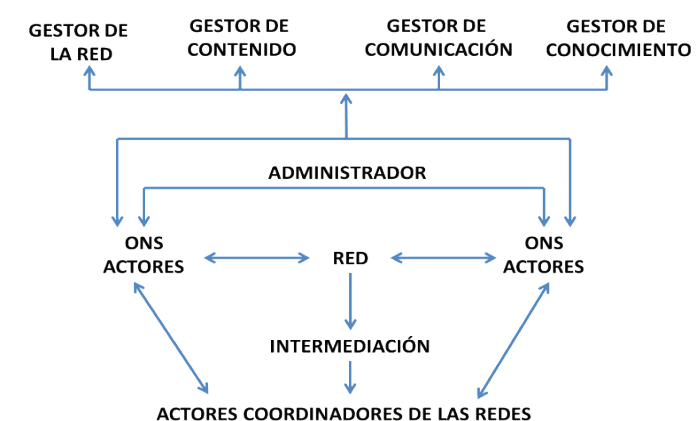 GESTOR DE
LA RED
GESTOR DE
CONTENIDO
GESTOR DE
COMUNICACIÓN
GESTOR DE
CONOCIMIENTO
ADMINISTRADOR
ONS
ACTORES
RED
ONS
ACTORES
INTERMEDIACIÓN
ACTORES COORDINADORES DE LAS REDES